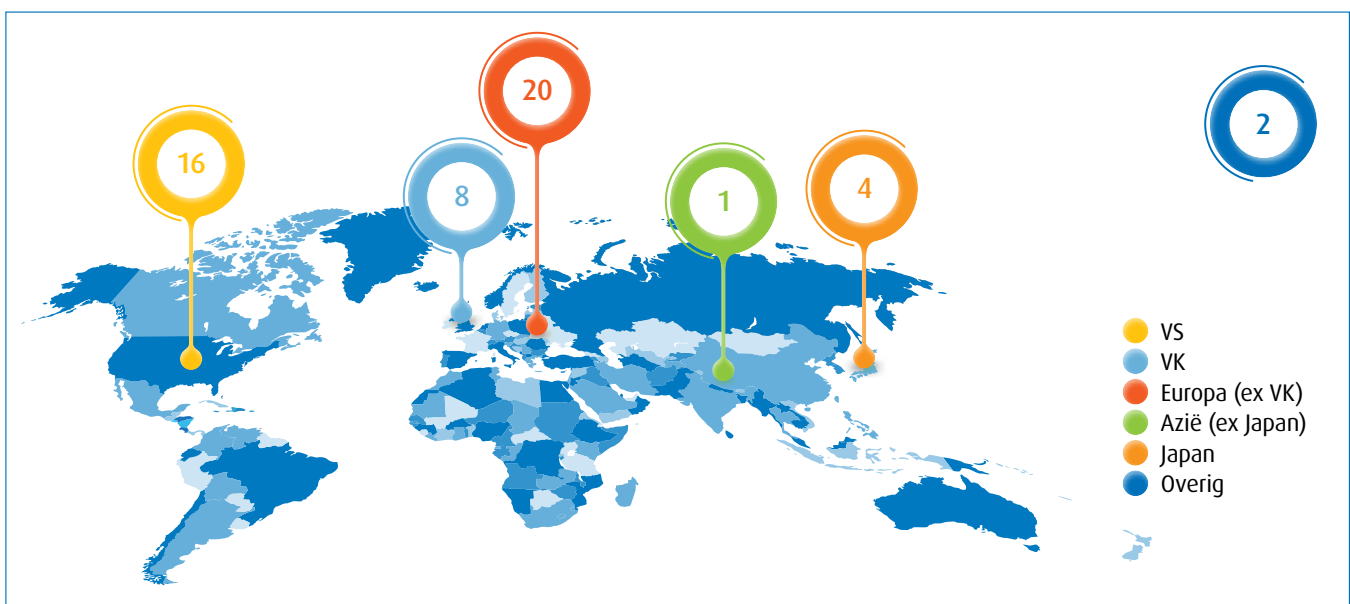 20
2
16
8
1
4
VS
VK
Europa (ex VK)
Azië (ex Japan)
Japan
Overig